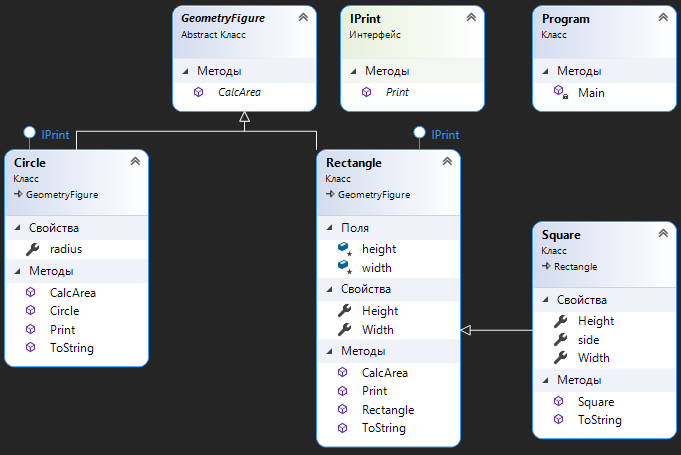 GeometryFigure
Abstract Класс
Методы
CalcArea
IPrint
Интерфейс
Методы
Print
Program
Класс
Методы
Main
IPrint
Circle
Класс
GeometryFigure
Свойства
radius
Методы
CalcArea
Circle
Print
ToString
IPrint
Rectangle
Класс
GeometryFigure
Поля
height
width
Свойства
Height
Width
Методы
CalcArea
Print
Rectangle
ToString
Square
Класс
Rectangle
Свойства
Height
side
Width
Методы
Square
ToString